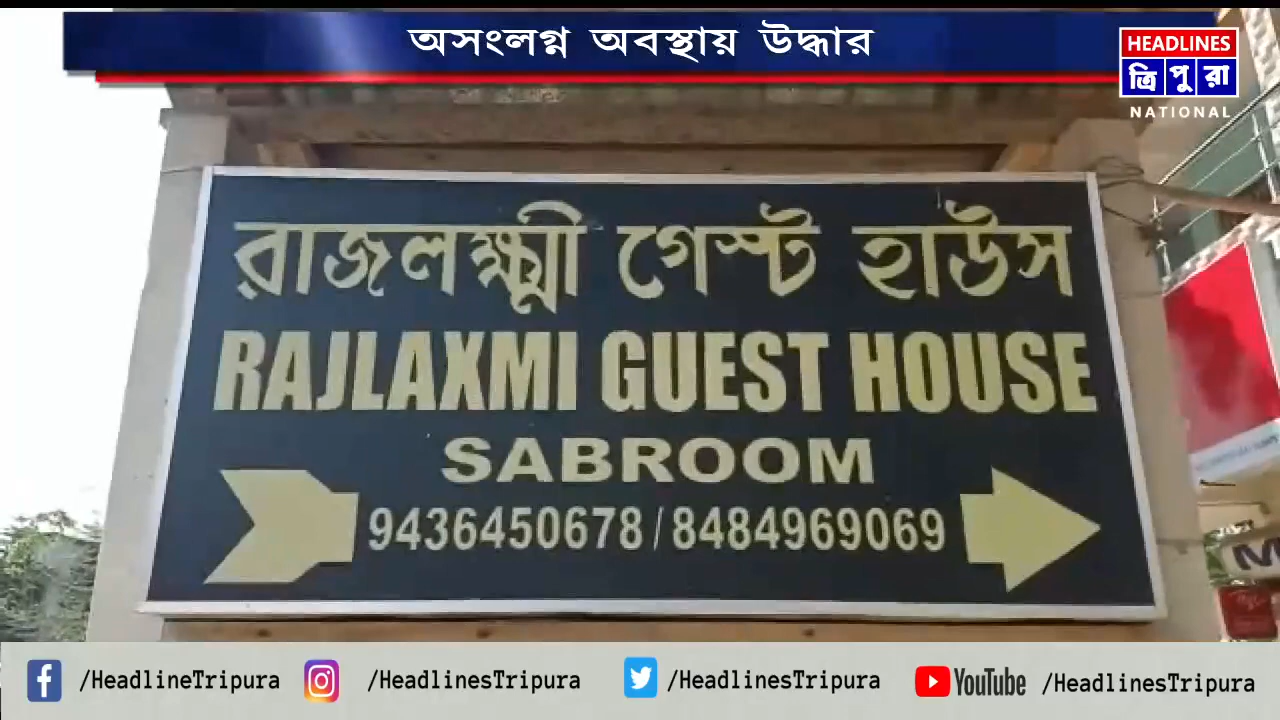 অসংলগ্ন অবস্থায় উদ্ধার
HEADLINES
ত্রিপুরা
NATIONAL
রাজলক্ষ্মী গেস্ট হাউস
RAJLAXMI GUEST HOUSE
SABROOM
9436450678/8484969069
M
/HeadlineTripura
/HeadlinesTripura
/HeadlinesTripura
YouTube /HeadlinesTripura